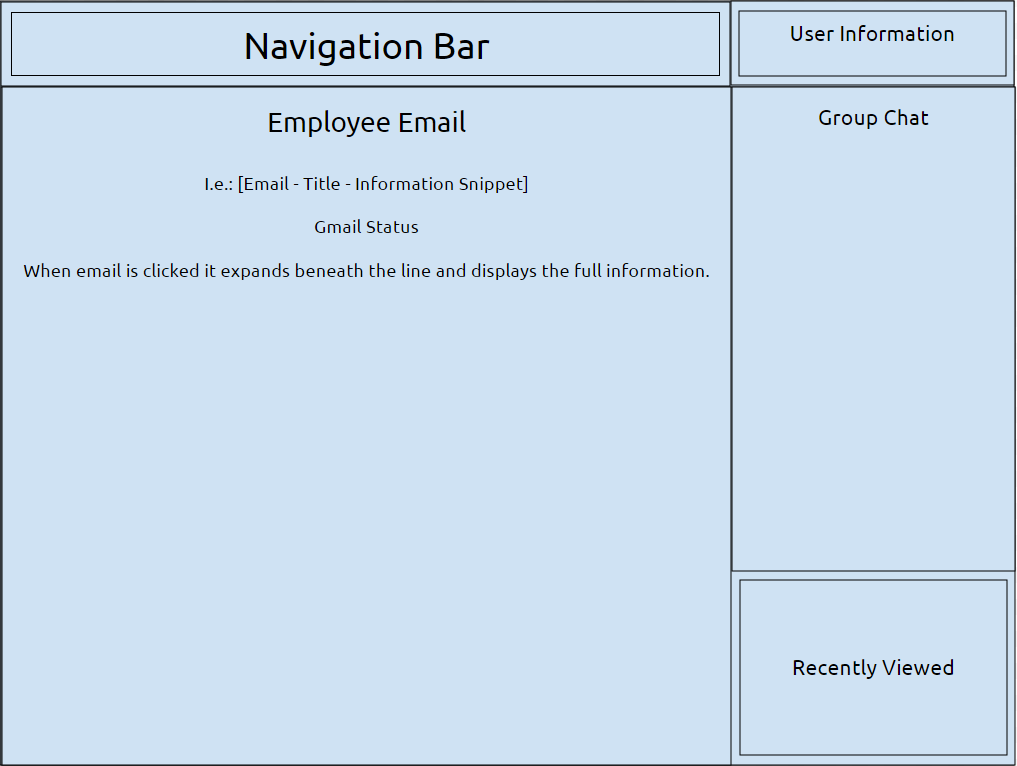 Navigation Bar
User Information
Employee Email
I.e.: [Email - Title - Information Snippet]
Gmail Status
When email is clicked it expands beneath the line and displays the full information.
Group Chat
Recently Viewed